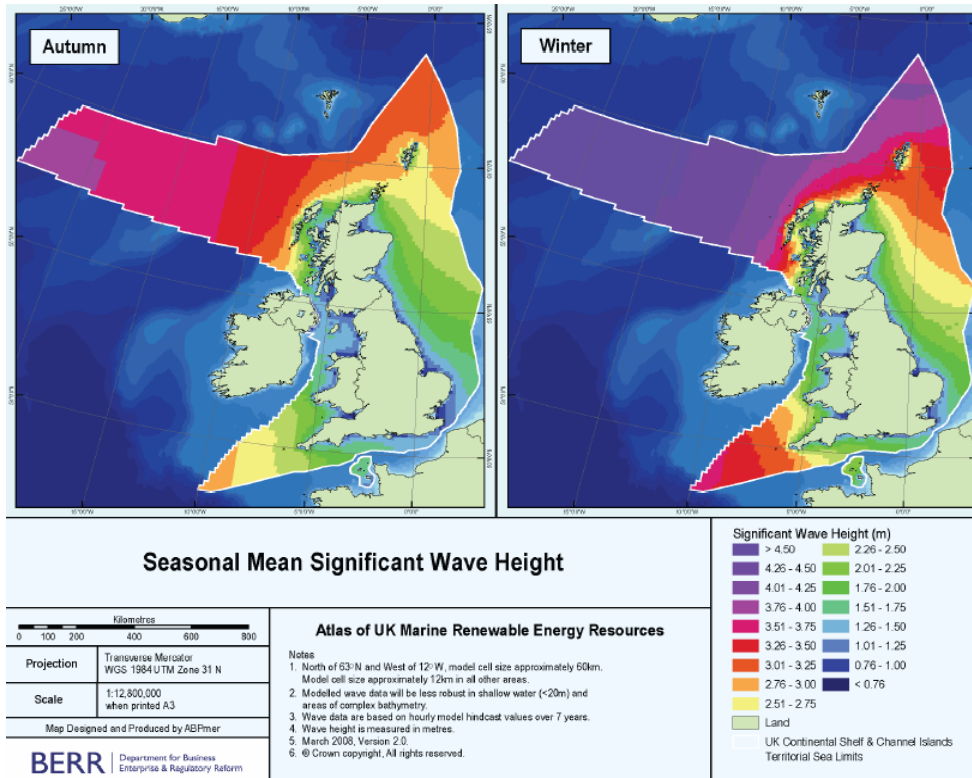 Autumn
Winter
Seasonal Mean Significant Wave Height
Kilometres
0 100 200 400 600 800
Projection
Transverse Mercator
WGS 1984 UTM Zone 31 N
Scale
1:12,800,000
when printed A3
Map Designed and Produced by ABPmer
BERR
Department for Business
Enterprise & Regulatory Reform
Atlas of UK Marine Renewable Energy Resources
Notes
1. North of 63°N and West of 12°W, model cell size approximately 60km.
Model cell size approximately 12km in all other areas.
2. Modelled wave data will be less robust in shallow water (<20m) and
areas of complex bathymetry.
3. Wave data are based on hourly model hindcast values over 7 years.
4. Wave height is measured in metres.
5. March 2008, Version 2.0.
6. © Crown copyright, All rights reserved.
Significant Wave Height (m)
> 4.50
4.26 - 4.50
4.01 - 4.25
3.76 - 4.00
3.51 - 3.75
3.26 - 3.50
3.01 - 3.25
2.76 - 3.00
2.51 - 2.75
2.26 - 2.50
2.01 - 2.25
1.76 - 2.00
1.51 - 1.75
1.26 - 1.50
1.01 - 1.25
0.76 - 1.00
< 0.76
Land
UK Continental Shelf & Channel Islands
Territorial Sea Limits